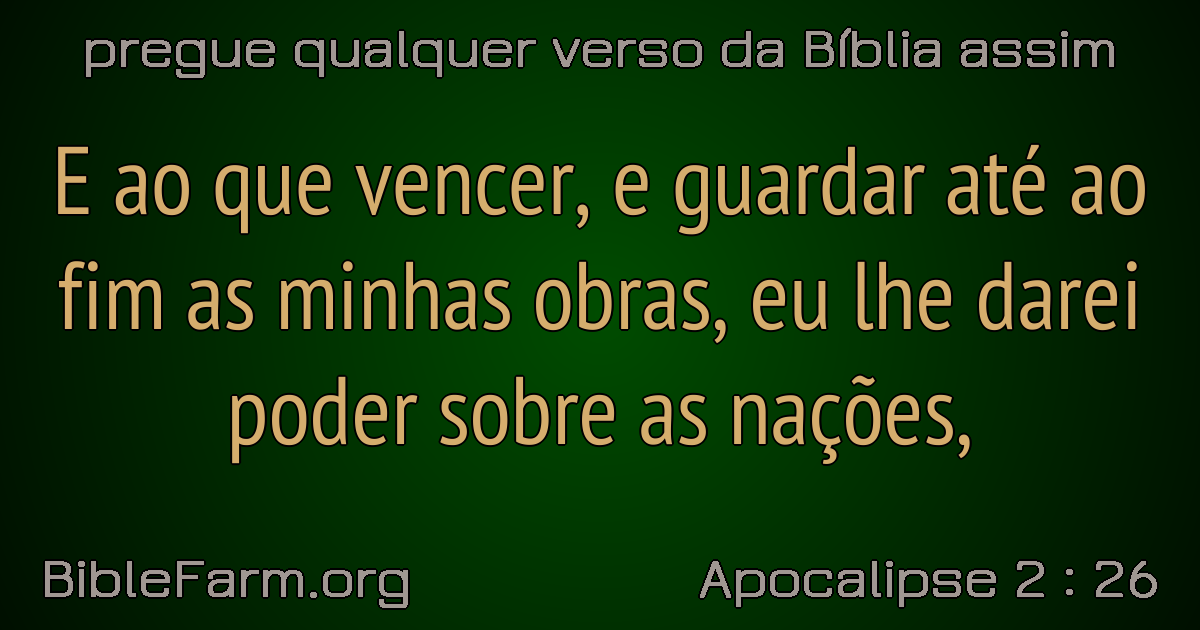 pregue qualquer verso da Bíblia assim
E ao que vencer, e guardar até ao
fim as minhas obras, eu lhe darei
poder sobre as nações,
BibleFarm.org
Apocalipse 2 : 26